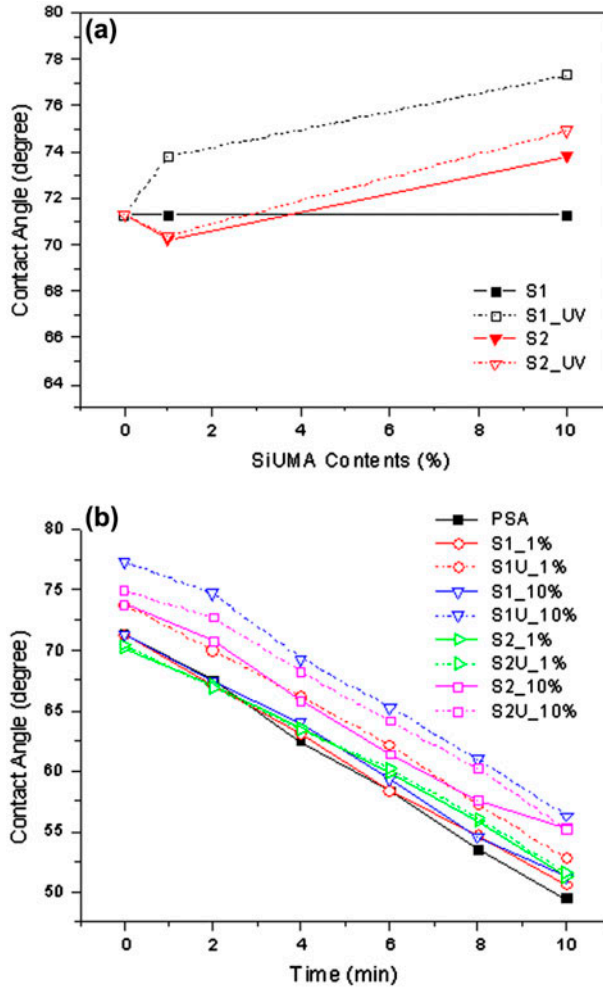 (a)
80
78
76
74
72
70
68
66
64
Contact Angle (degree)
S1
S1_UV
S2
S2_UV
0 2 4 6 8 10
SiUMA Contents (%)
(b)
80
75
70
65
60
55
50
Contact Angle (degree)
PSA
S1_1%
S1U_1%
S1_10%
S1U_10%
S2_1%
S2U_1%
S2_10%
S2U_10%
0 2 4 6 8 10
Time (min)